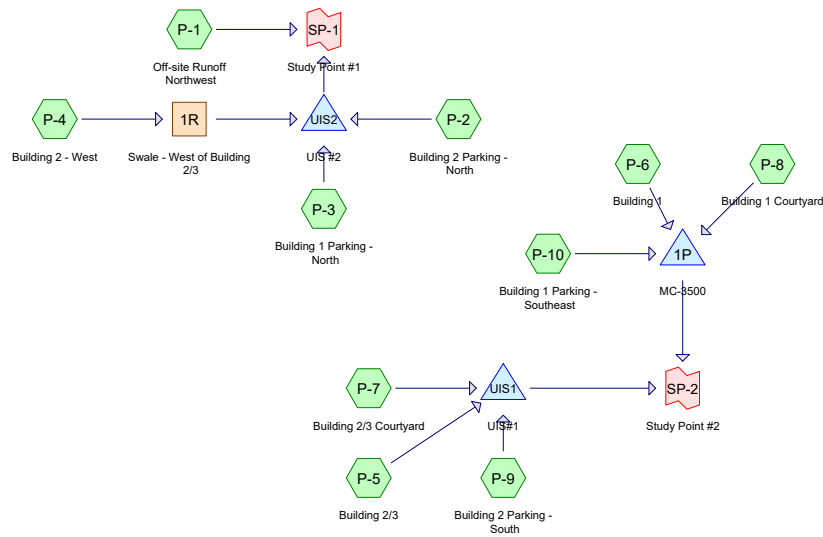 P-1
SP-1
Off-site Runoff
Northwest
Study Point #1
P-4
1R
UIS2
P-2
Building 2 - West
Swale - West of Building
2/3
UIS #2
Building 2 Parking -
North
P-3
Building 1 Parking -
North
P-6
P-8
Building 1
Building 1 Courtyard
P-10
1P
Building 1 Parking -
Southeast
MC-3500
P-7
UIS1
SP-2
Building 2/3 Courtyard
UIS#1
Study Point #2
P-5
P-9
Building 2/3
Building 2 Parking -
South